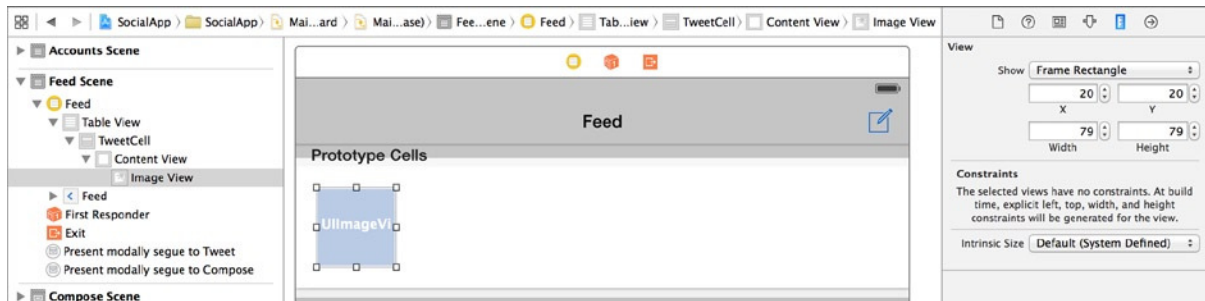 SocialApp SocialApp Mai...ard Mai...ase) Fee...ene Feed Tab...iew TweetCell Content View Image View
Accounts Scene
Feed Scene
Feed
Table View
TweetCell
Content View
Image View
Feed
First Responder
Exit
Present modally segue to Tweet
Present modally segue to Compose
Compose Scene
Feed
Prototype Cells
UIImageVi
View
Show Frame Rectangle
20 20
X Y
79 79
Width Height
Constraints
The selected views have no constraints. At build
time, explicit left, top, width, and height
constraints will be generated for the view.
Intrinsic Size Default (System Defined)